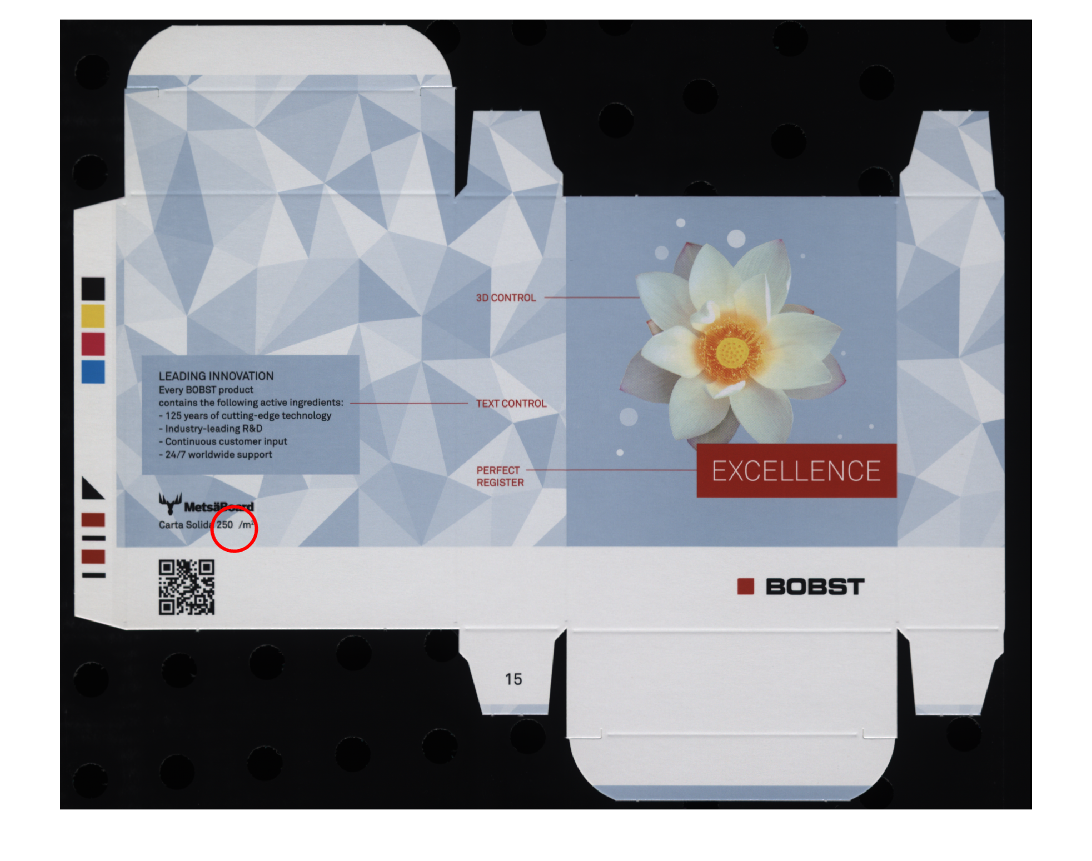 3D CONTROL
LEADING INNOVATION
Every BOBST product
contains the following active ingredients:
- 125 years of cutting-edge technology
- Industry-leading R&D
- Continuous customer input
- 24/7 worldwide support
TEXT CONTROL
PERFECT
REGISTER
EXCELLENCE
MetsäBoard
Carta Solida 250 /m²
BOBST
15